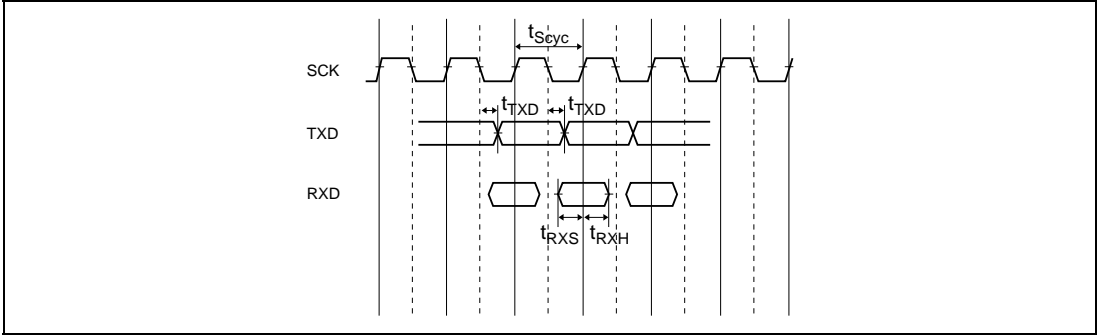 tScyc
SCK
tTXD tTXD
TXD
RXD
tRXS tRXH